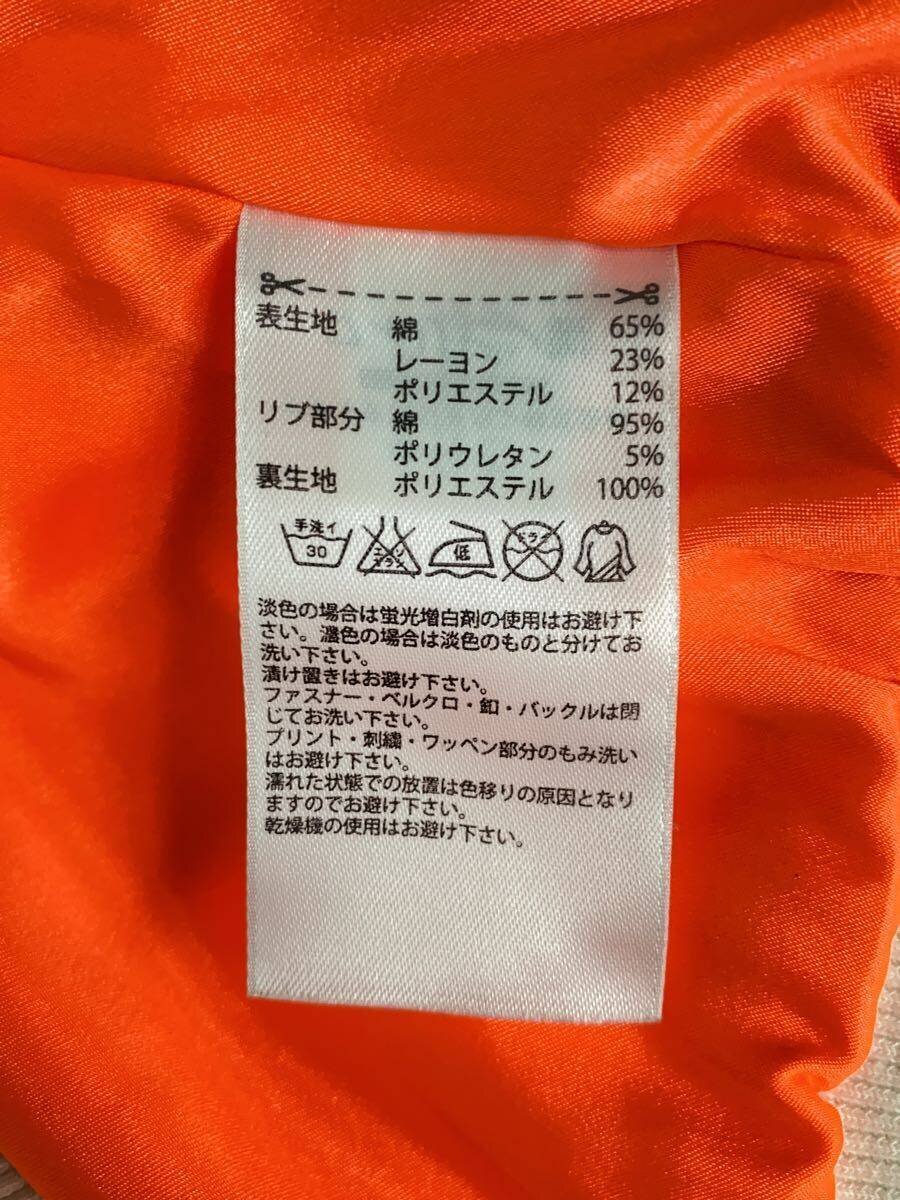 表生地 綿 65%
レーヨン 23%
ポリエステル 12%
リブ部分 綿 95%
ポリウレタン 5%
裏生地 ポリエステル 100%
手洗イ 30 エンソサラシ 低 ドライ
淡色の場合は蛍光増白剤の使用はお避け下
さい。濃色の場合は淡色のものと分けてお
洗い下さい。
漬け置きはお避け下さい。
ファスナー・ベルクロ・釦・バックルは閉
じてお洗い下さい。
プリント・刺繍・ワッペン部分のもみ洗い
はお避け下さい。
濡れた状態での放置は色移りの原因となり
ますのでお避け下さい。
乾燥機の使用はお避け下さい。